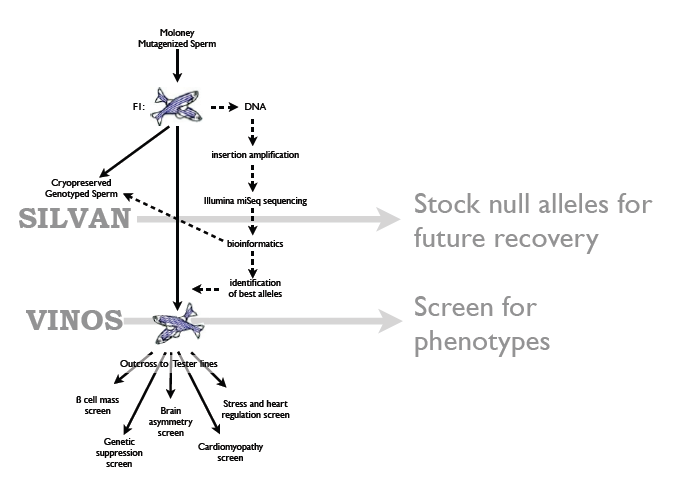 Moloney
Mutagenized Sperm
F1:
DNA
insertion amplification
Cryopreserved
Genotyped Sperm
Illumina miSeq sequencing
SILVAN
Stock null alleles for
future recovery
bioinformatics
identification
of best alleles
VINOS
Screen for
phenotypes
Outcross to Tester lines
ß cell mass
screen
Brain
asymmetry
screen
Stress and heart
regulation screen
Genetic
suppression
screen
Cardiomyopathy
screen